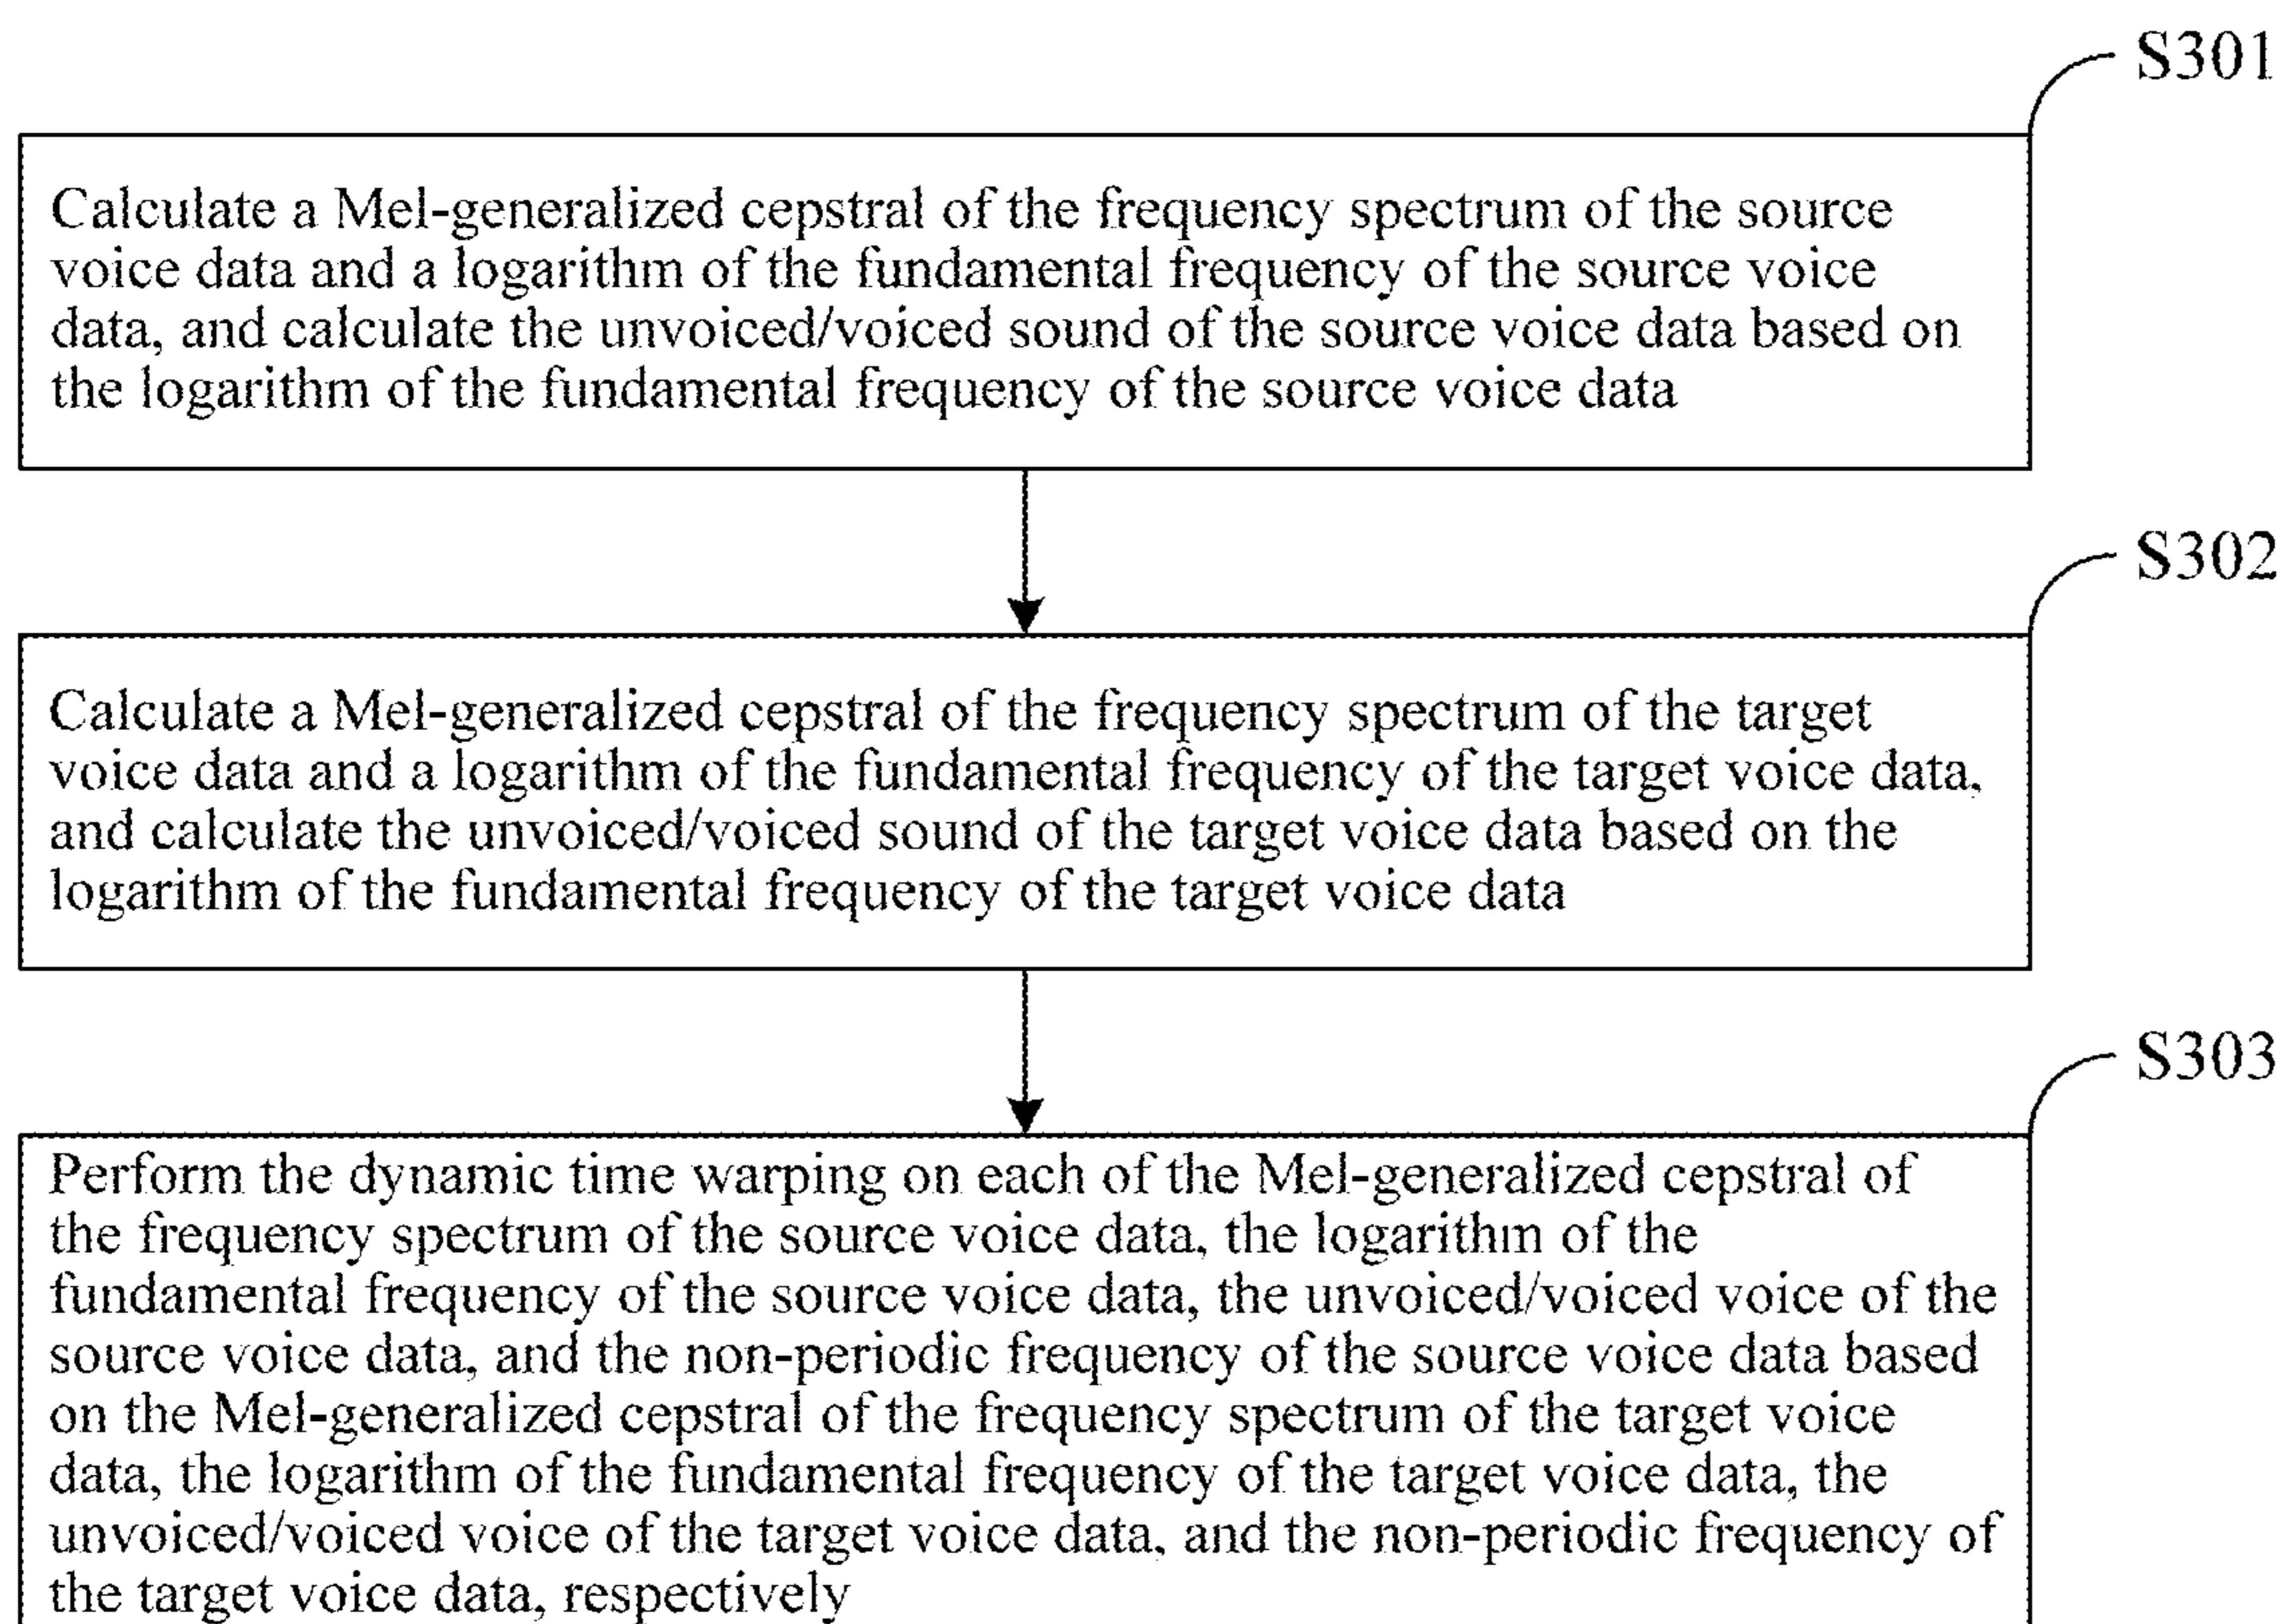 S301
Calculate a Mel-generalized cepstral of the frequency spectrum of the source
voice data and a logarithm of the fundamental frequency of the source voice
data, and calculate the unvoiced/voiced sound of the source voice data based on
the logarithm of the fundamental frequency of the source voice data
S302
Calculate a Mel-generalized cepstral of the frequency spectrum of the target
voice data and a logarithm of the fundamental frequency of the target voice data,
and calculate the unvoiced/voiced sound of the target voice data based on the
logarithm of the fundamental frequency of the target voice data
S303
Perform the dynamic time warping on each of the Mel-generalized cepstral of
the frequency spectrum of the source voice data, the logarithm of the
fundamental frequency of the source voice data, the unvoiced/voiced voice of the
source voice data, and the non-periodic frequency of the source voice data based
on the Mel-generalized cepstral of the frequency spectrum of the target voice
data, the logarithm of the fundamental frequency of the target voice data, the
unvoiced/voiced voice of the target voice data, and the non-periodic frequency of
the target voice data, respectively